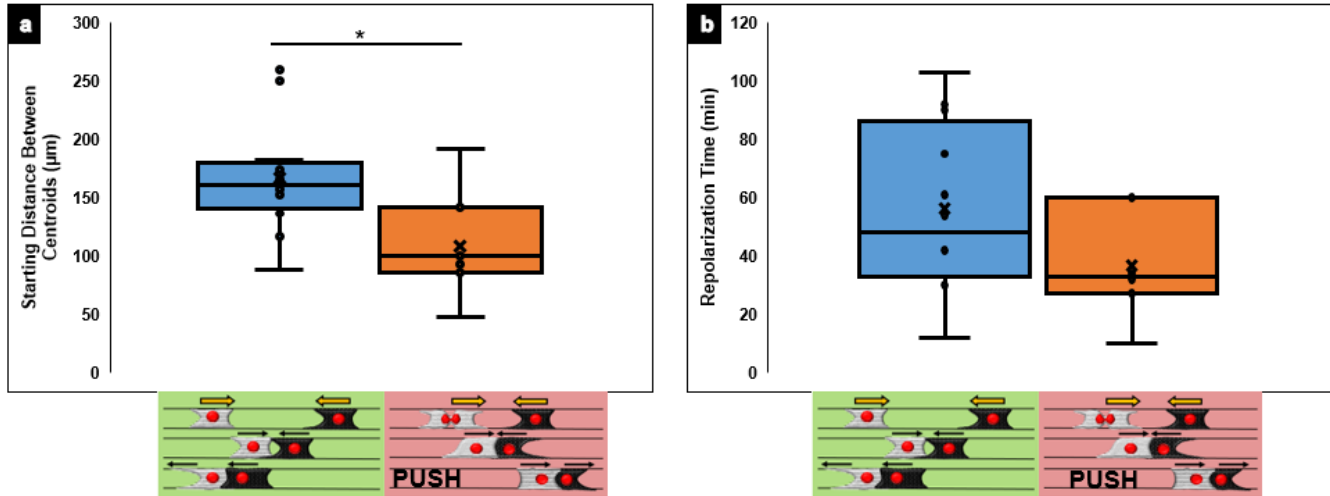 a
300
250
200
150
100
50
0
Starting Distance Between
Centroids (µm)
*
PUSH
b
120
100
80
60
40
20
0
Repolarization Time (min)
PUSH